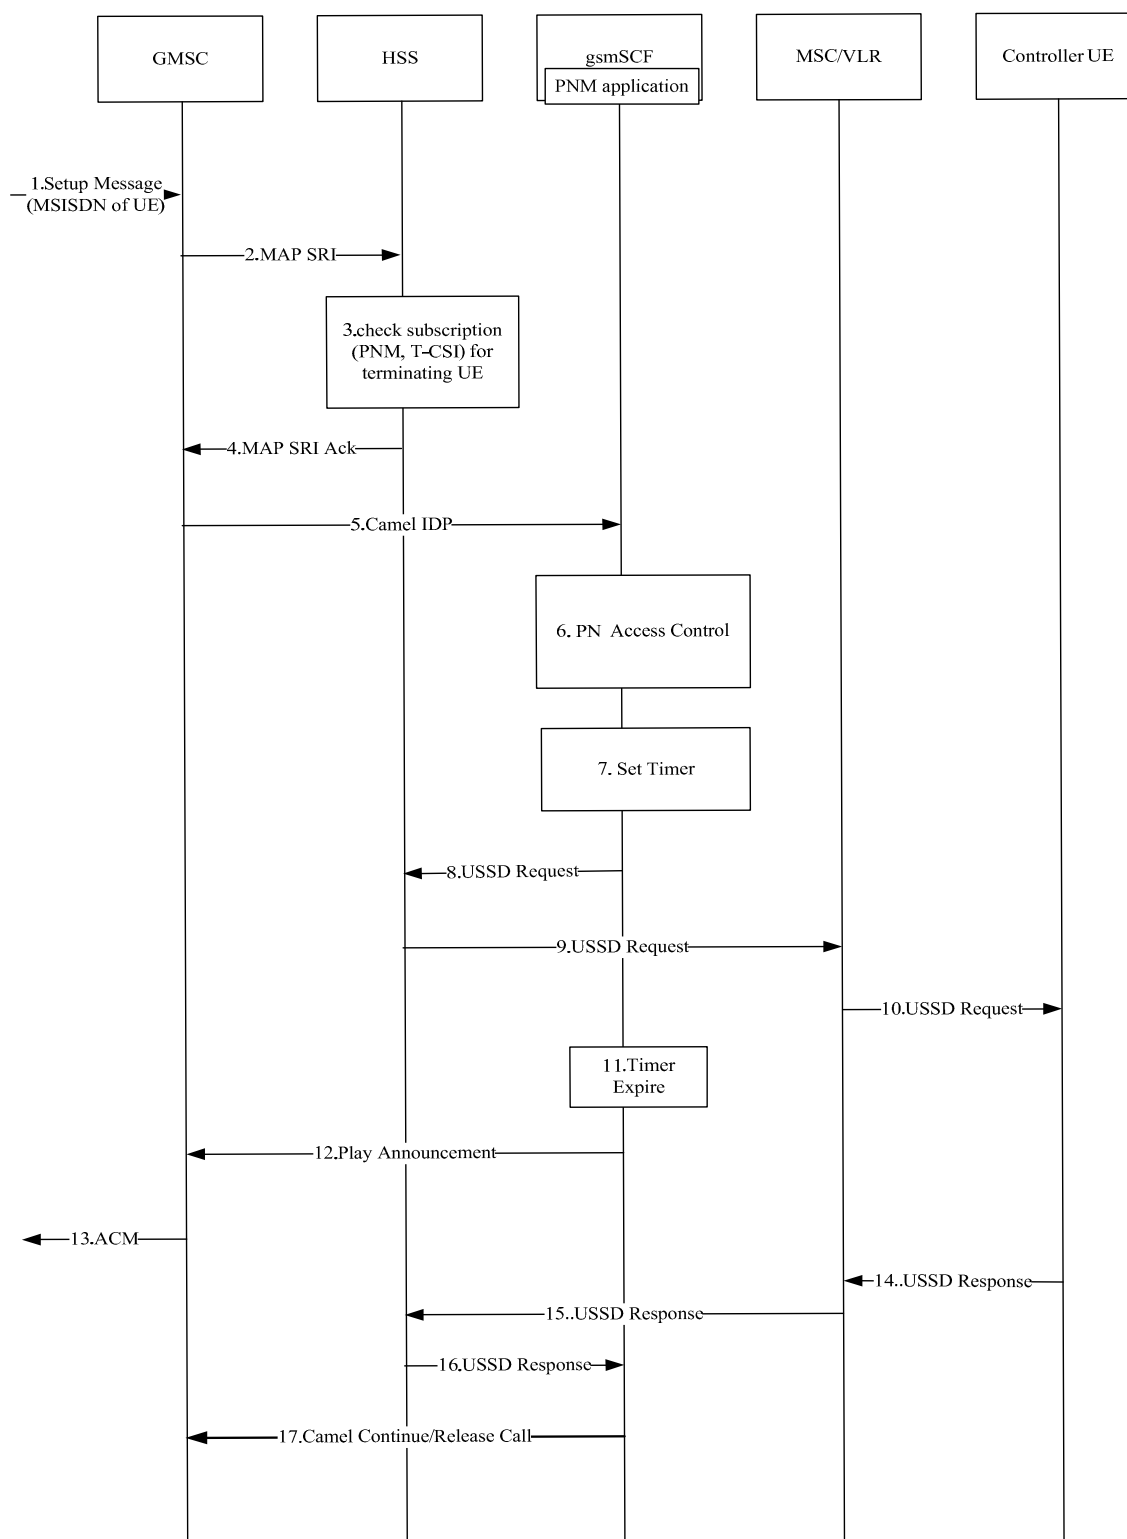 GMSC
HSS
gsmSCF
PNM application
MSC/VLR
Controller UE
1.Setup Message
(MSISDN of UE)
2.MAP SRI
3.check subscription
(PNM, T-CSI) for
terminating UE
4.MAP SRI Ack
5.Camel IDP
6. PN Access Control
7. Set Timer
8.USSD Request
9.USSD Request
10.USSD Request
11.Timer
Expire
12.Play Announcement
13.ACM
14..USSD Response
15..USSD Response
16.USSD Response
17.Camel Continue/Release Call